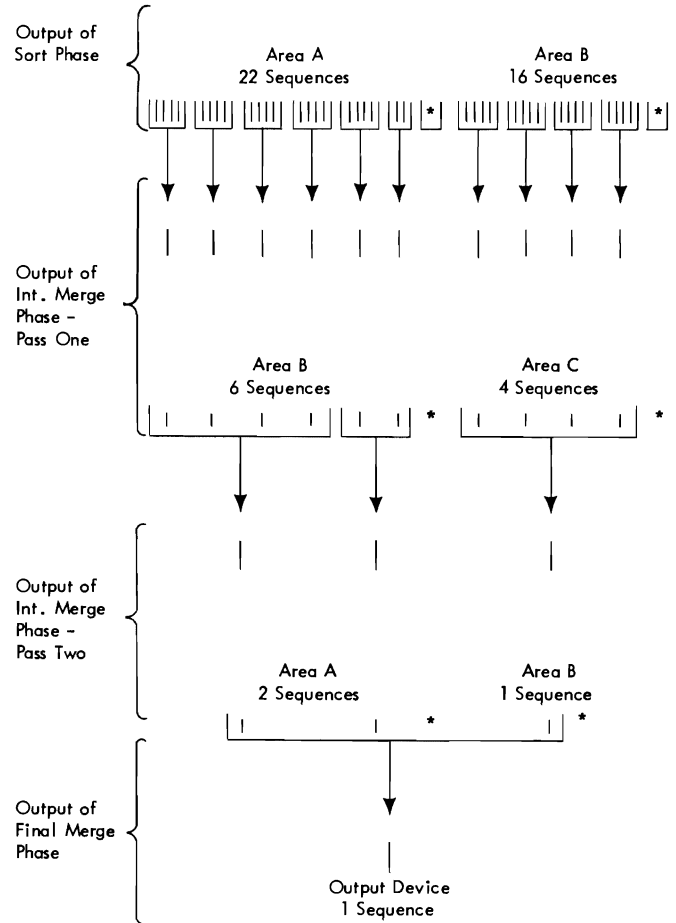 Output of
Sort Phase
Area A
22 Sequences
Area B
16 Sequences
*
*
Output of
Int. Merge
Phase -
Pass One
Area B
6 Sequences
Area C
4 Sequences
*
*
Output of
Int. Merge
Phase -
Pass Two
Area A
2 Sequences
Area B
1 Sequence
*
*
Output of
Final Merge
Phase
Output Device
1 Sequence